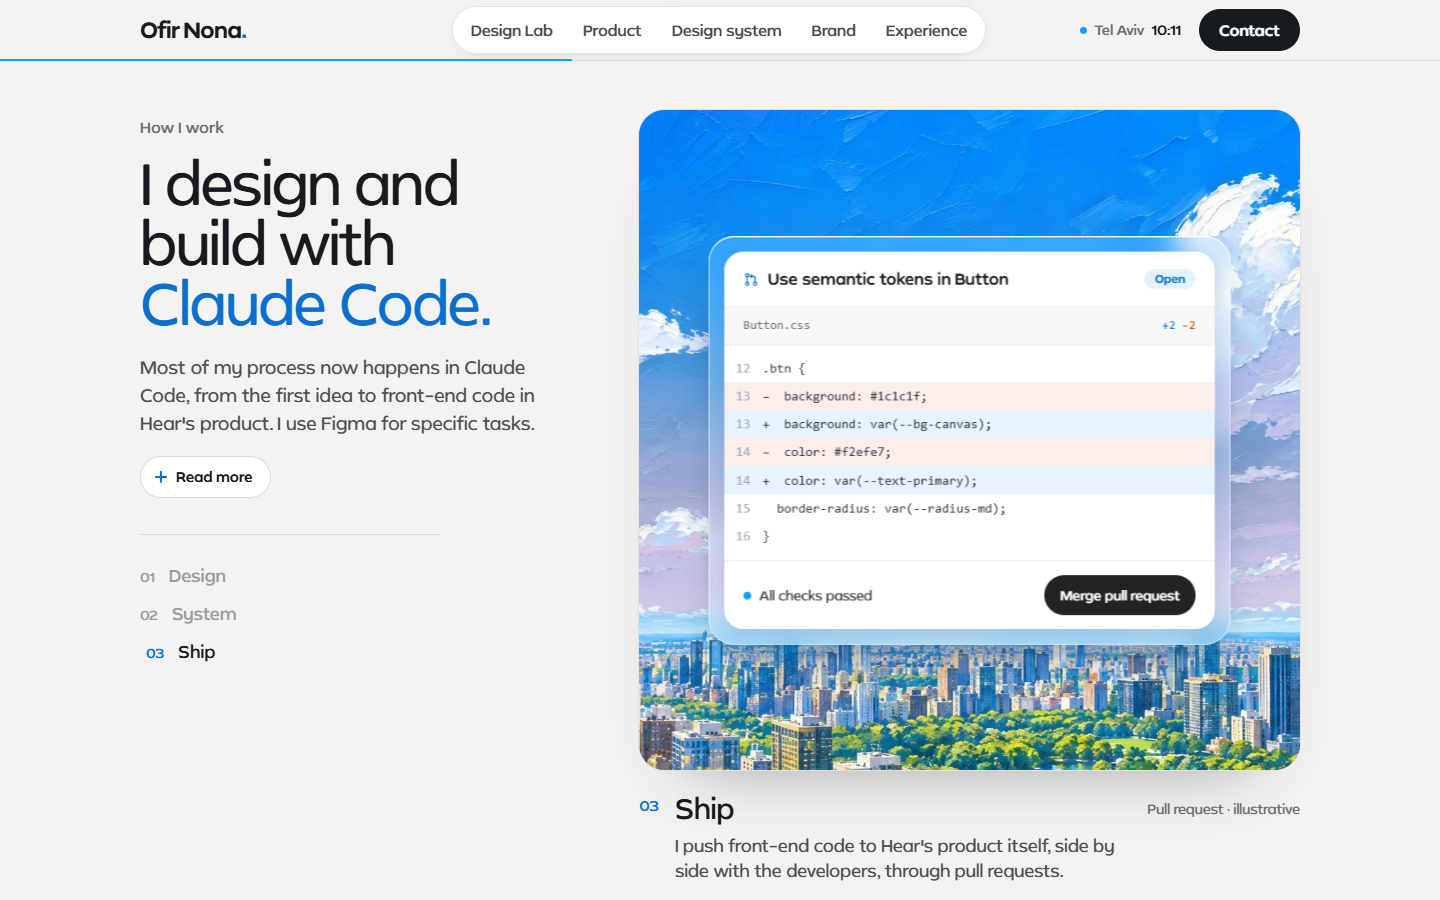 Ofir Nona.
Design Lab
Product
Design system
Brand
Experience
Tel Aviv 10:11
Contact
How I work
I design and
build with
Claude Code.
Most of my process now happens in Claude
Code, from the first idea to front-end code in
Hear's product. I use Figma for specific tasks.
+ Read more
01 Design
02 System
03 Ship
Use semantic tokens in Button
Open
Button.css
+2 −2
12 .btn {
13 − background: #1c1c1f;
13 + background: var(--bg-canvas);
14 − color: #f2efe7;
14 + color: var(--text-primary);
15 border-radius: var(--radius-md);
16 }
All checks passed
Merge pull request
03 Ship
Pull request · illustrative
I push front-end code to Hear's product itself, side by
side with the developers, through pull requests.